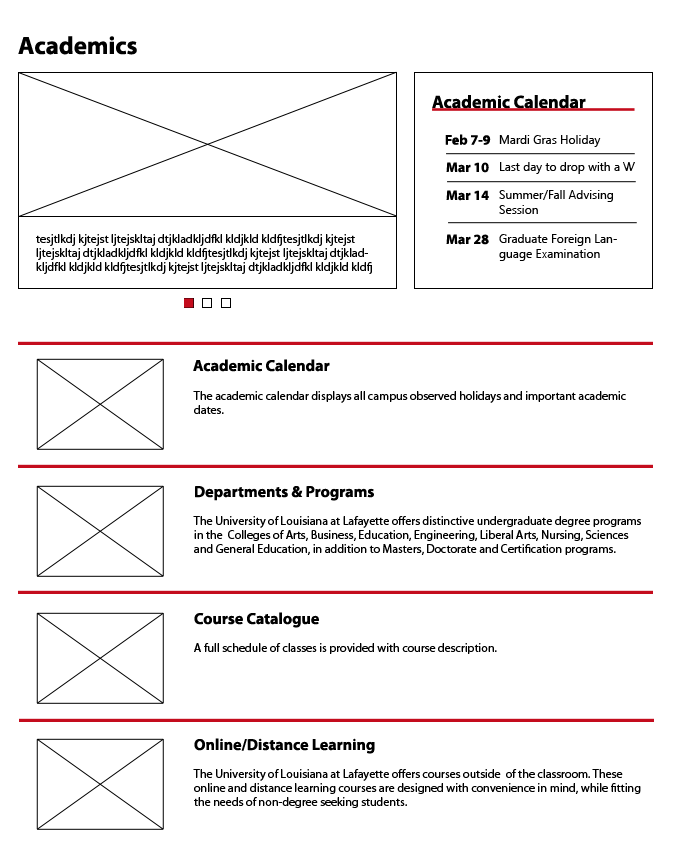 Academics
tesjtlkdj kjtejst ljtejskltaj dtjkladkljdfkl kldjkld kldfjtesjtlkdj kjtejst
ljtejskltaj dtjkladkljdfkl kldjkld kldfjtesjtlkdj kjtejst ljtejskltaj dtjklad-
kljdfkl kldjkld kldfjtesjtlkdj kjtejst ljtejskltaj dtjkladkljdfkl kldjkld kldfj
Academic Calendar
Feb 7-9 Mardi Gras Holiday
Mar 10 Last day to drop with a W
Mar 14 Summer/Fall Advising
Session
Mar 28 Graduate Foreign Lan-
guage Examination
Academic Calendar
The academic calendar displays all campus observed holidays and important academic
dates.
Departments & Programs
The University of Louisiana at Lafayette offers distinctive undergraduate degree programs
in the Colleges of Arts, Business, Education, Engineering, Liberal Arts, Nursing, Sciences
and General Education, in addition to Masters, Doctorate and Certification programs.
Course Catalogue
A full schedule of classes is provided with course description.
Online/Distance Learning
The University of Louisiana at Lafayette offers courses outside of the classroom. These
online and distance learning courses are designed with convenience in mind, while fitting
the needs of non-degree seeking students.